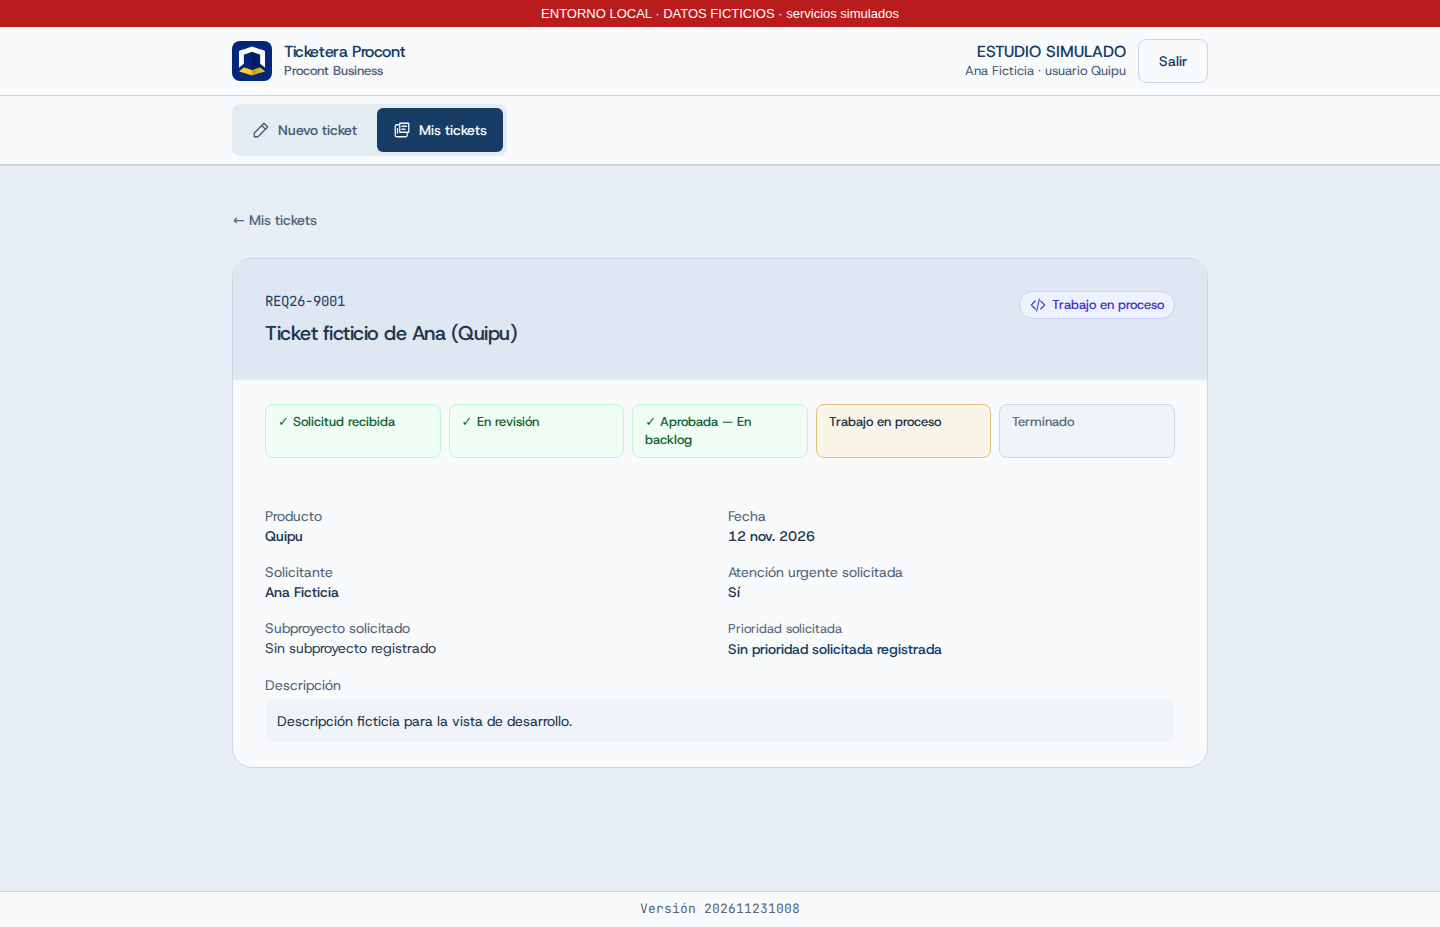 ENTORNO LOCAL · DATOS FICTICIOS · servicios simulados
Ticketera Procont
Procont Business
ESTUDIO SIMULADO
Ana Ficticia · usuario Quipu
Salir
Nuevo ticket
Mis tickets
← Mis tickets
REQ26-9001
Ticket ficticio de Ana (Quipu)
Trabajo en proceso
✓ Solicitud recibida
✓ En revisión
✓ Aprobada — En
backlog
Trabajo en proceso
Terminado
Producto
Quipu
Fecha
12 nov. 2026
Solicitante
Ana Ficticia
Atención urgente solicitada
Sí
Subproyecto solicitado
Sin subproyecto registrado
Prioridad solicitada
Sin prioridad solicitada registrada
Descripción
Descripción ficticia para la vista de desarrollo.
Versión 202611231008